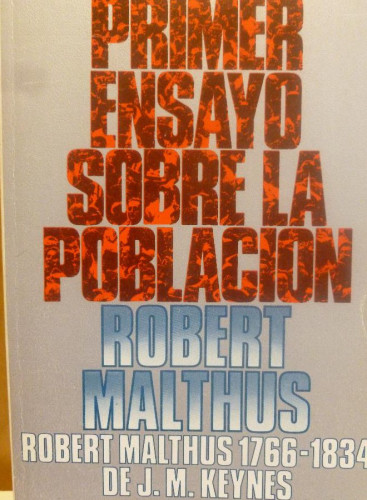 PRIMER
ENSAYO
SOBRE LA
POBLACION
ROBERT
MALTHUS
ROBERT MALTHUS 1766-1834
DE J. M. KEYNES